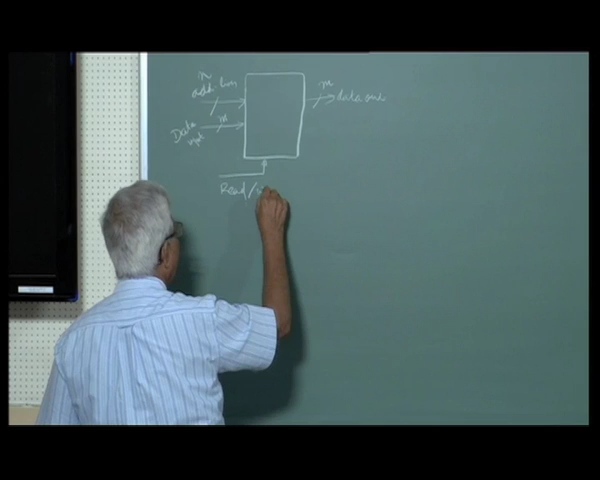 n
addr. lines
m
data out
m
Data
input
Read/